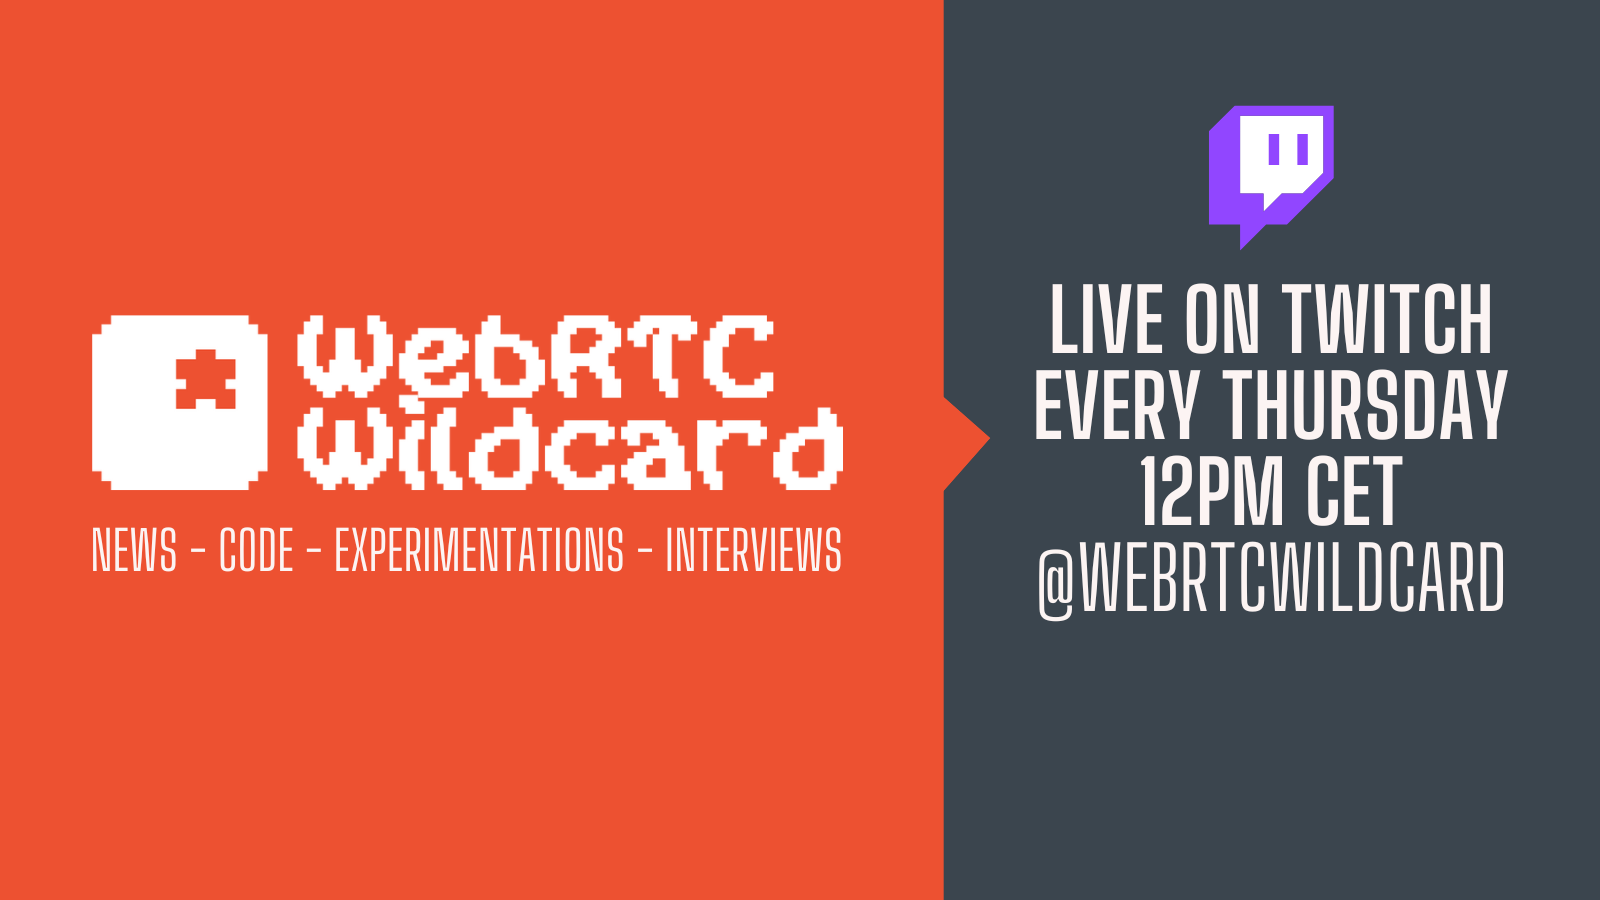 WebRTC
Wildcard
NEWS - CODE - EXPERIMENTATIONS - INTERVIEWS
LIVE ON TWITCH
EVERY THURSDAY
12PM CET
@WEBRTCWILDCARD